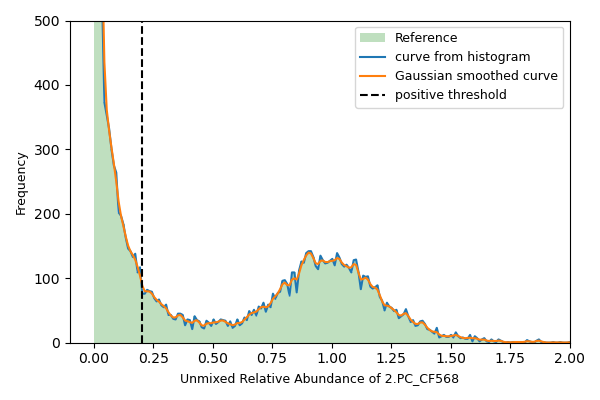 500
400
300
200
100
0
Frequency
Reference
curve from histogram
Gaussian smoothed curve
positive threshold
0.00 0.25 0.50 0.75 1.00 1.25 1.50 1.75 2.00
Unmixed Relative Abundance of 2.PC_CF568